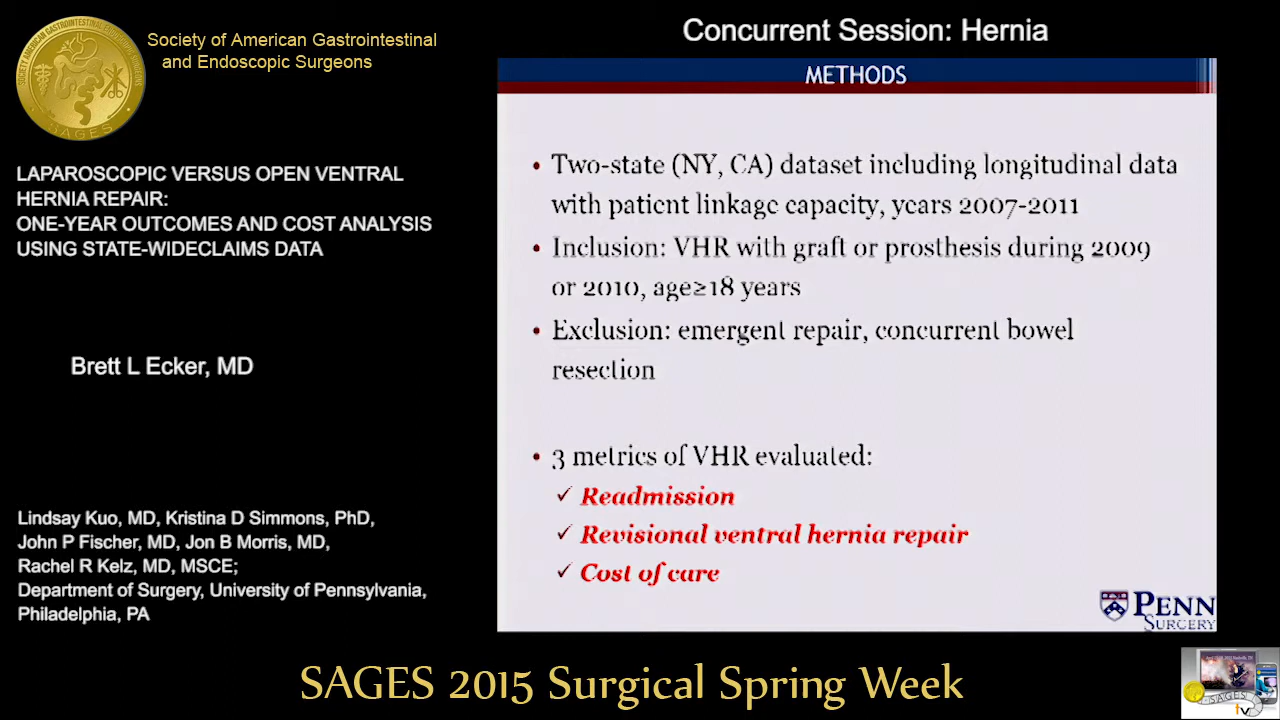 Society of American Gastrointestinal
and Endoscopic Surgeons
SAGES
Concurrent Session: Hernia
LAPAROSCOPIC VERSUS OPEN VENTRAL
HERNIA REPAIR:
ONE-YEAR OUTCOMES AND COST ANALYSIS
USING STATE-WIDECLAIMS DATA
Brett L Ecker, MD
Lindsay Kuo, MD, Kristina D Simmons, PhD,
John P Fischer, MD, Jon B Morris, MD,
Rachel R Kelz, MD, MSCE;
Department of Surgery, University of Pennsylvania,
Philadelphia, PA
METHODS
• Two-state (NY, CA) dataset including longitudinal data
with patient linkage capacity, years 2007-2011
• Inclusion: VHR with graft or prosthesis during 2009
or 2010, age≥18 years
• Exclusion: emergent repair, concurrent bowel
resection
• 3 metrics of VHR evaluated:
✓ Readmission
✓ Revisional ventral hernia repair
✓ Cost of care
PENN
SURGERY
SAGES 2015 Surgical Spring Week
SAGES
tv